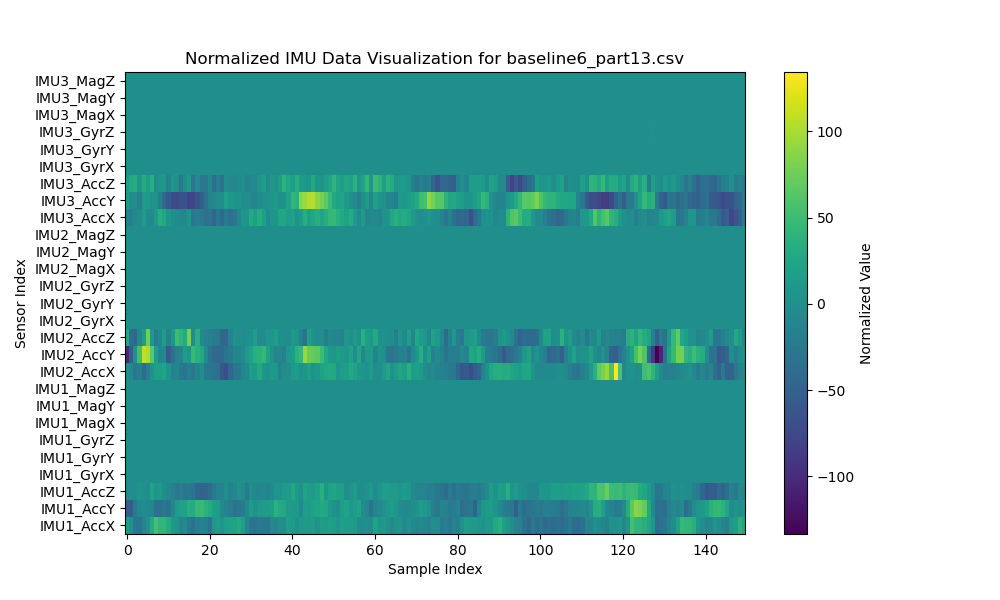 Normalized IMU Data Visualization for baseline6_part13.csv
IMU3_MagZ
IMU3_MagY
IMU3_MagX
IMU3_GyrZ
IMU3_GyrY
IMU3_GyrX
IMU3_AccZ
IMU3_AccY
IMU3_AccX
IMU2_MagZ
IMU2_MagY
IMU2_MagX
IMU2_GyrZ
IMU2_GyrY
IMU2_GyrX
IMU2_AccZ
IMU2_AccY
IMU2_AccX
IMU1_MagZ
IMU1_MagY
IMU1_MagX
IMU1_GyrZ
IMU1_GyrY
IMU1_GyrX
IMU1_AccZ
IMU1_AccY
IMU1_AccX
Sensor Index
0 20 40 60 80 100 120 140
Sample Index
100
50
0
−50
−100
Normalized Value